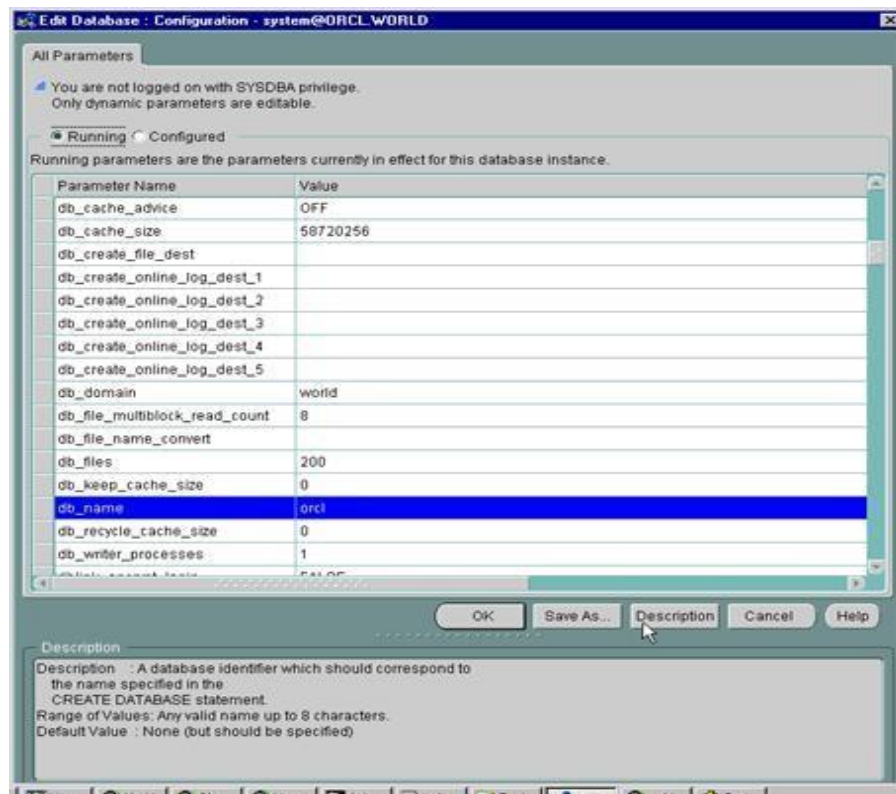 Edit Database : Configuration - system@ORCL.WORLD
All Parameters
You are not logged on with SYSDBA privilege.
Only dynamic parameters are editable.
Running Configured
Running parameters are the parameters currently in effect for this database instance.
Parameter Name Value
db_cache_advice OFF
db_cache_size 58720256
db_create_file_dest
db_create_online_log_dest_1
db_create_online_log_dest_2
db_create_online_log_dest_3
db_create_online_log_dest_4
db_create_online_log_dest_5
db_domain world
db_file_multiblock_read_count 8
db_file_name_convert
db_files 200
db_keep_cache_size 0
db_name orcl
db_recycle_cache_size 0
db_writer_processes 1
OK Save As... Description Cancel Help
Description
Description : A database identifier which should correspond to
the name specified in the
CREATE DATABASE statement.
Range of Values: Any valid name up to 8 characters.
Default Value : None (but should be specified)